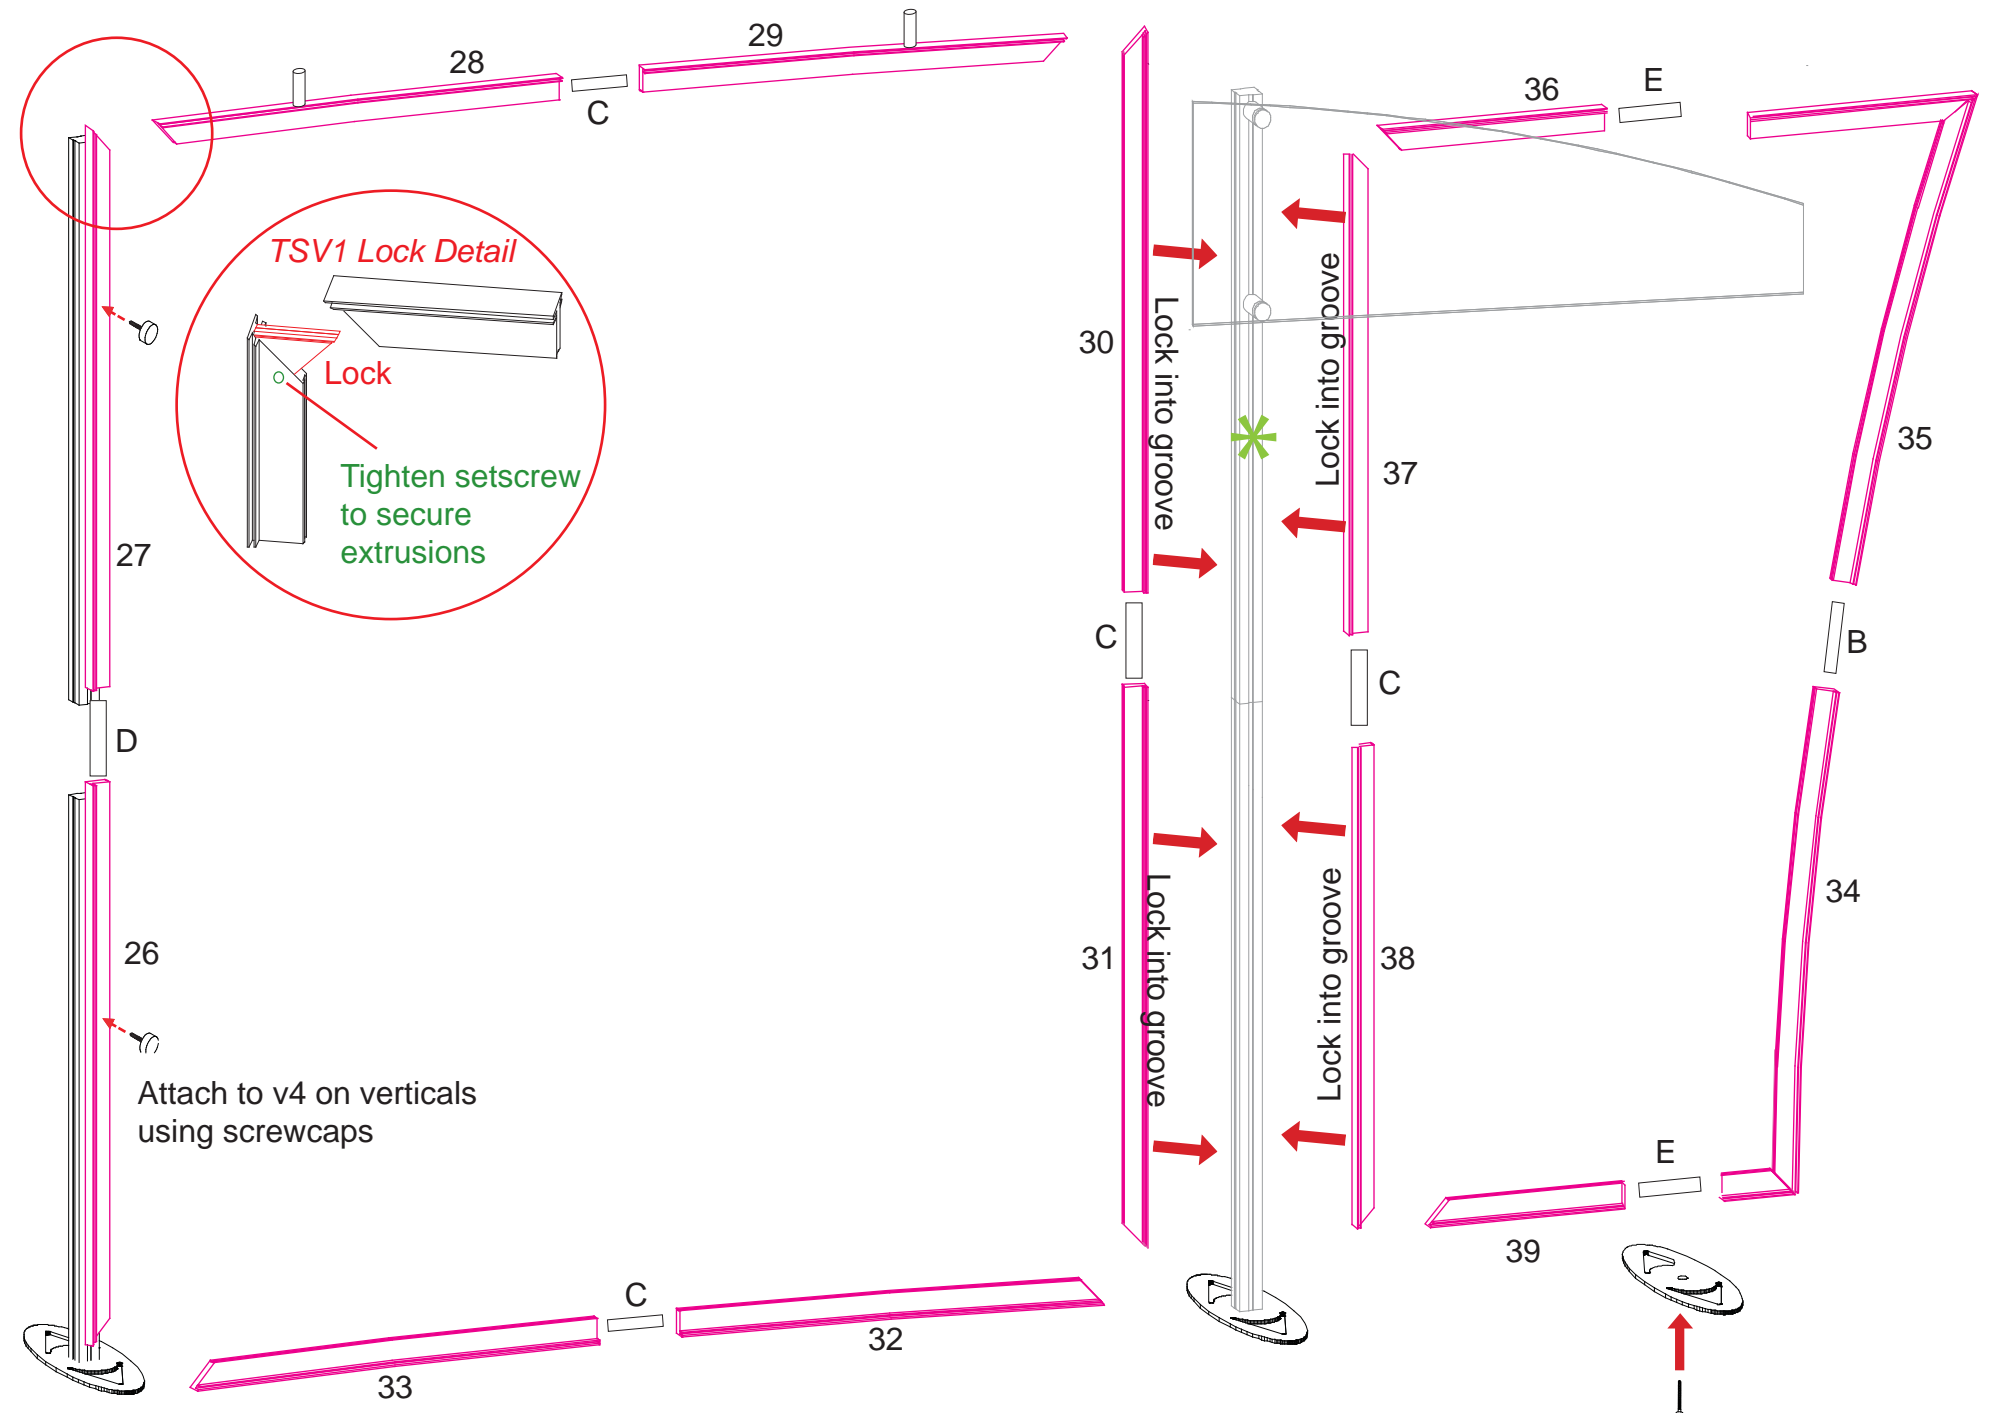 28
29
C
36
E
TSV1 Lock Detail
Lock
Tighten setscrew
to secure
extrusions
27
30
Lock into groove
Lock into groove
37
35
C
C
B
D
26
31
Lock into groove
Lock into groove
38
34
Attach to v4 on verticals
using screwcaps
E
39
C
32
33